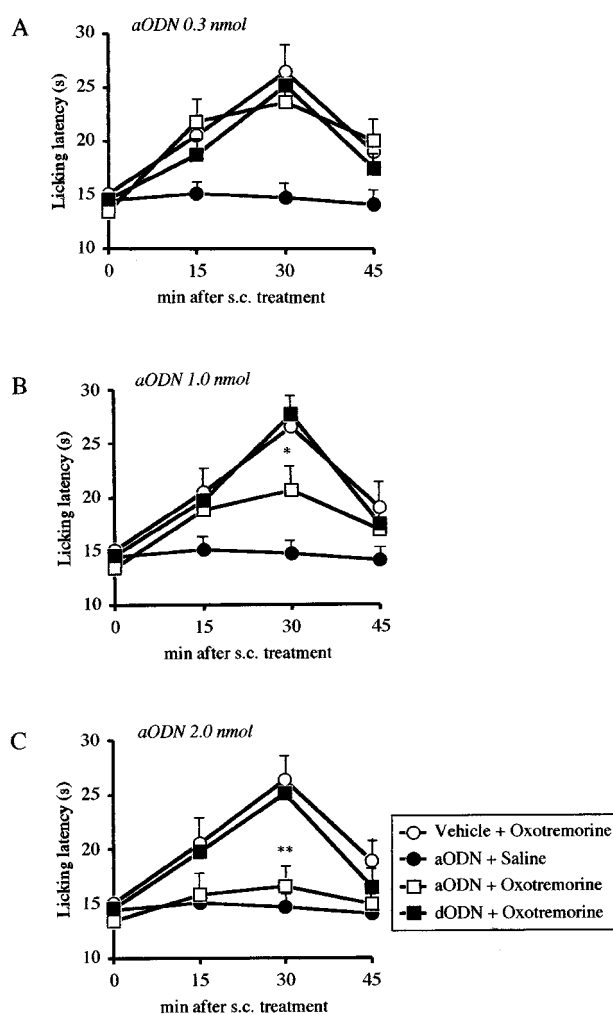 A
aODN 0.3 nmol
Licking latency (s)
30
25
20
15
10
0
15
30
45
min after s.c. treatment
B
aODN 1.0 nmol
Licking latency (s)
30
25
20
15
10
*
0
15
30
45
min after s.c. treatment
C
aODN 2.0 nmol
Licking latency (s)
30
25
20
15
10
**
0
15
30
45
min after s.c. treatment
Vehicle + Oxotremorine
aODN + Saline
aODN + Oxotremorine
dODN + Oxotremorine